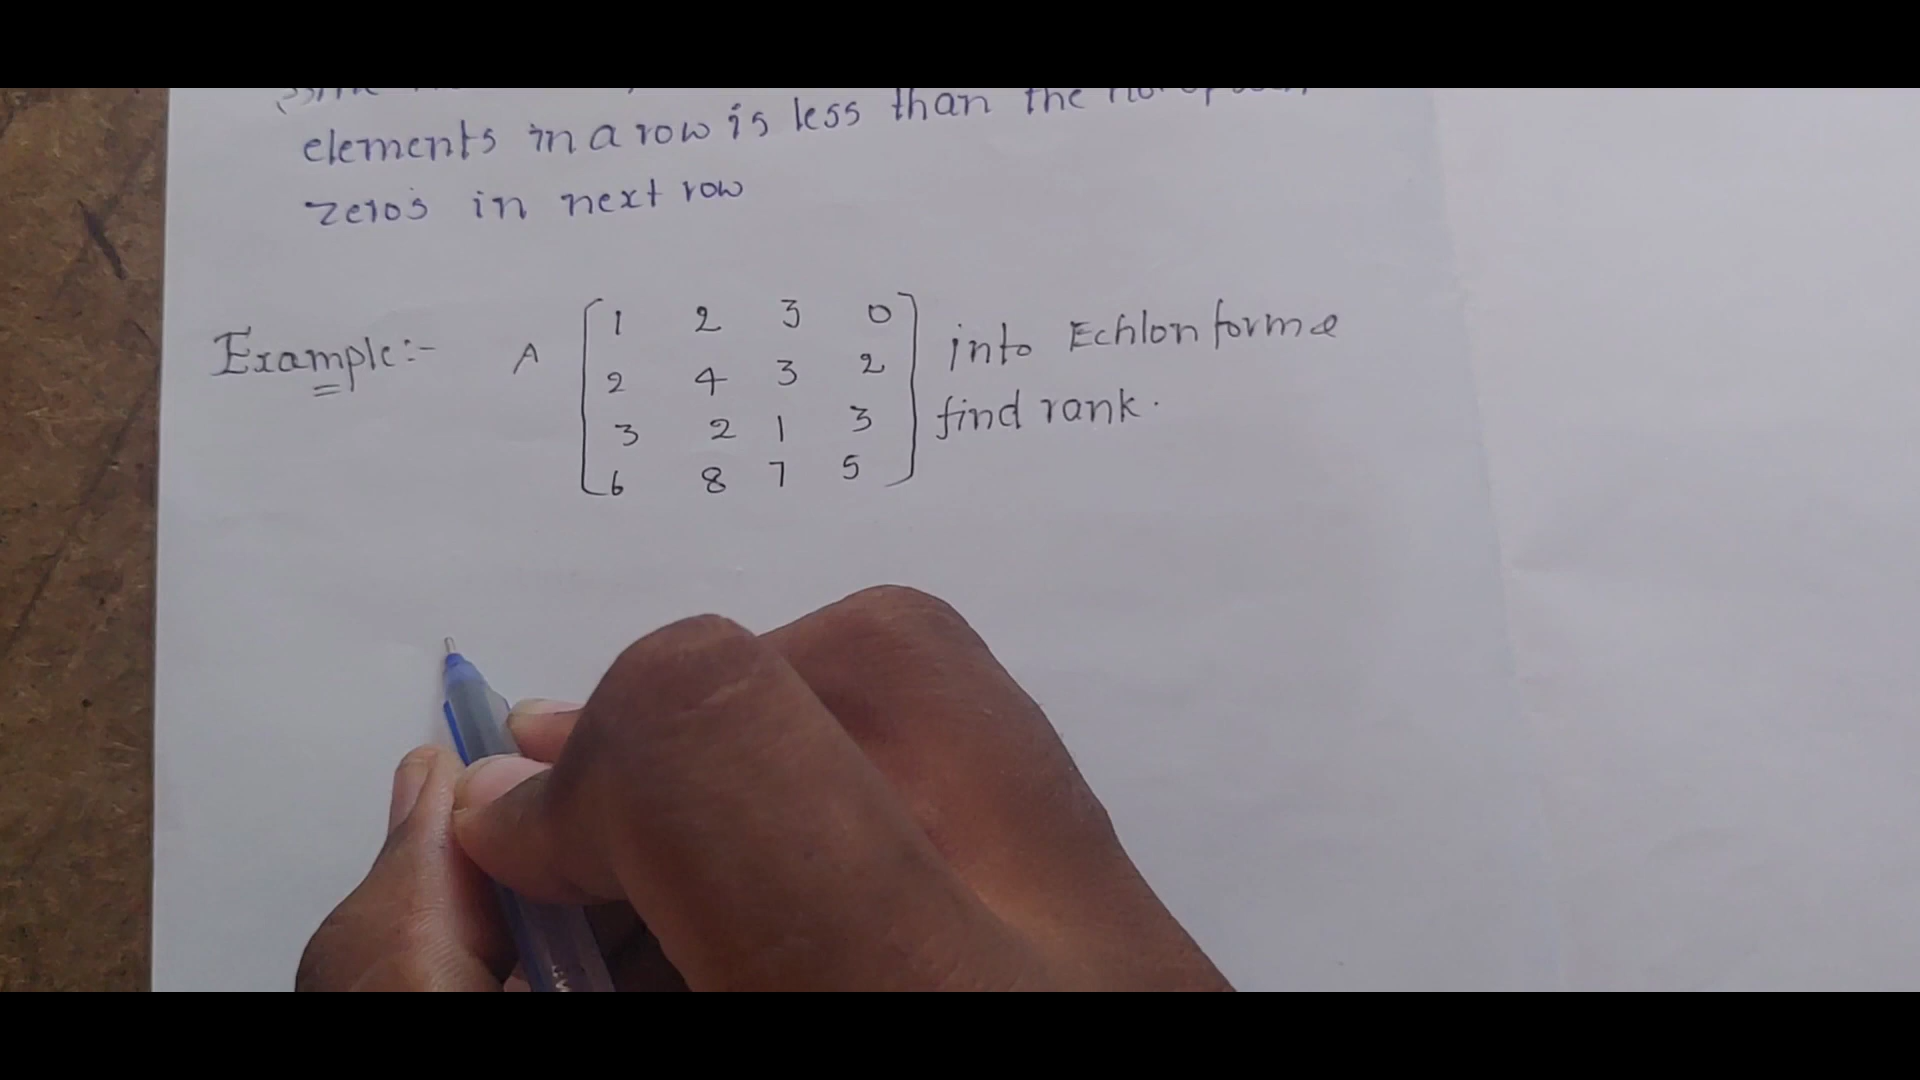 elements in a row is less than the
zeros in next row
Example:- A [1 2 3 0] into Echlon form &
2 4 3 2
3 2 1 3 find rank.
6 8 7 5